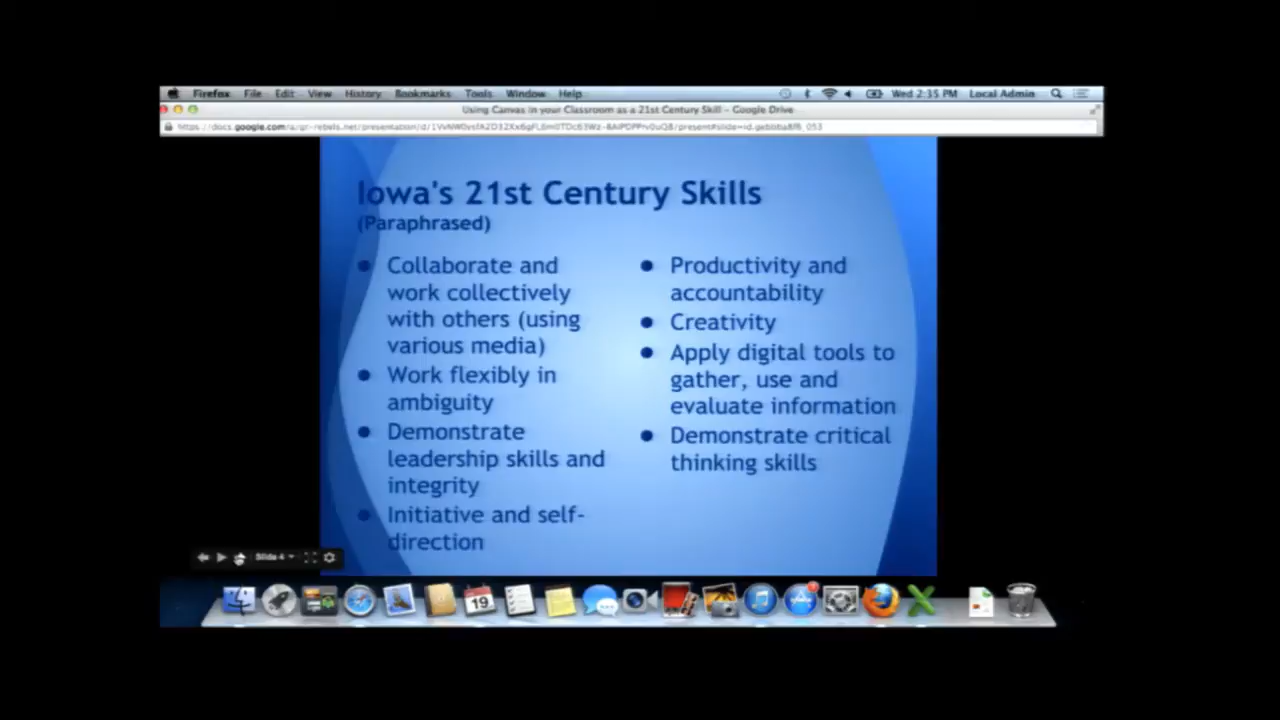 Firefox File Edit View History Bookmarks Tools Window Help Wed 2:35 PM Local Admin
Using Canvas in your Classroom as a 21st Century Skill - Google Drive
Iowa's 21st Century Skills
(Paraphrased)
● Collaborate and
work collectively
with others (using
various media)
● Work flexibly in
ambiguity
● Demonstrate
leadership skills and
integrity
● Initiative and self-
direction
● Productivity and
accountability
● Creativity
● Apply digital tools to
gather, use and
evaluate information
● Demonstrate critical
thinking skills
Slide 4
19